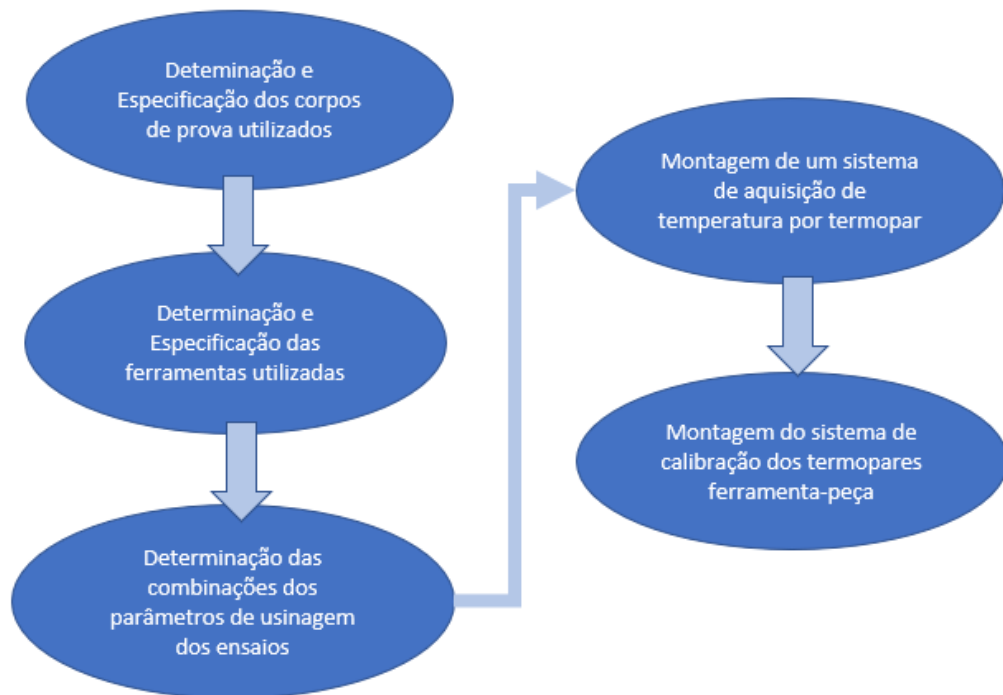 Deteminação e
Especificação dos corpos
de prova utilizados
Determinação e
Especificação das
ferramentas utilizadas
Determinação das
combinações dos
parâmetros de usinagem
dos ensaios
Montagem de um sistema
de aquisição de
temperatura por termopar
Montagem do sistema de
calibração dos termopares
ferramenta-peça